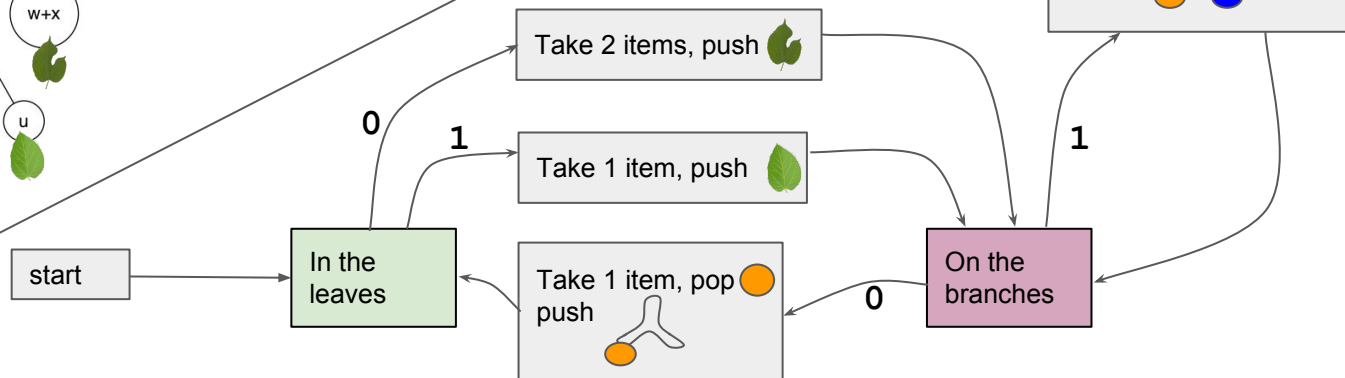 w+x
u
Take 2 items, push
0
1
Take 1 item, push
1
start
In the
leaves
Take 1 item, pop
push
0
On the
branches